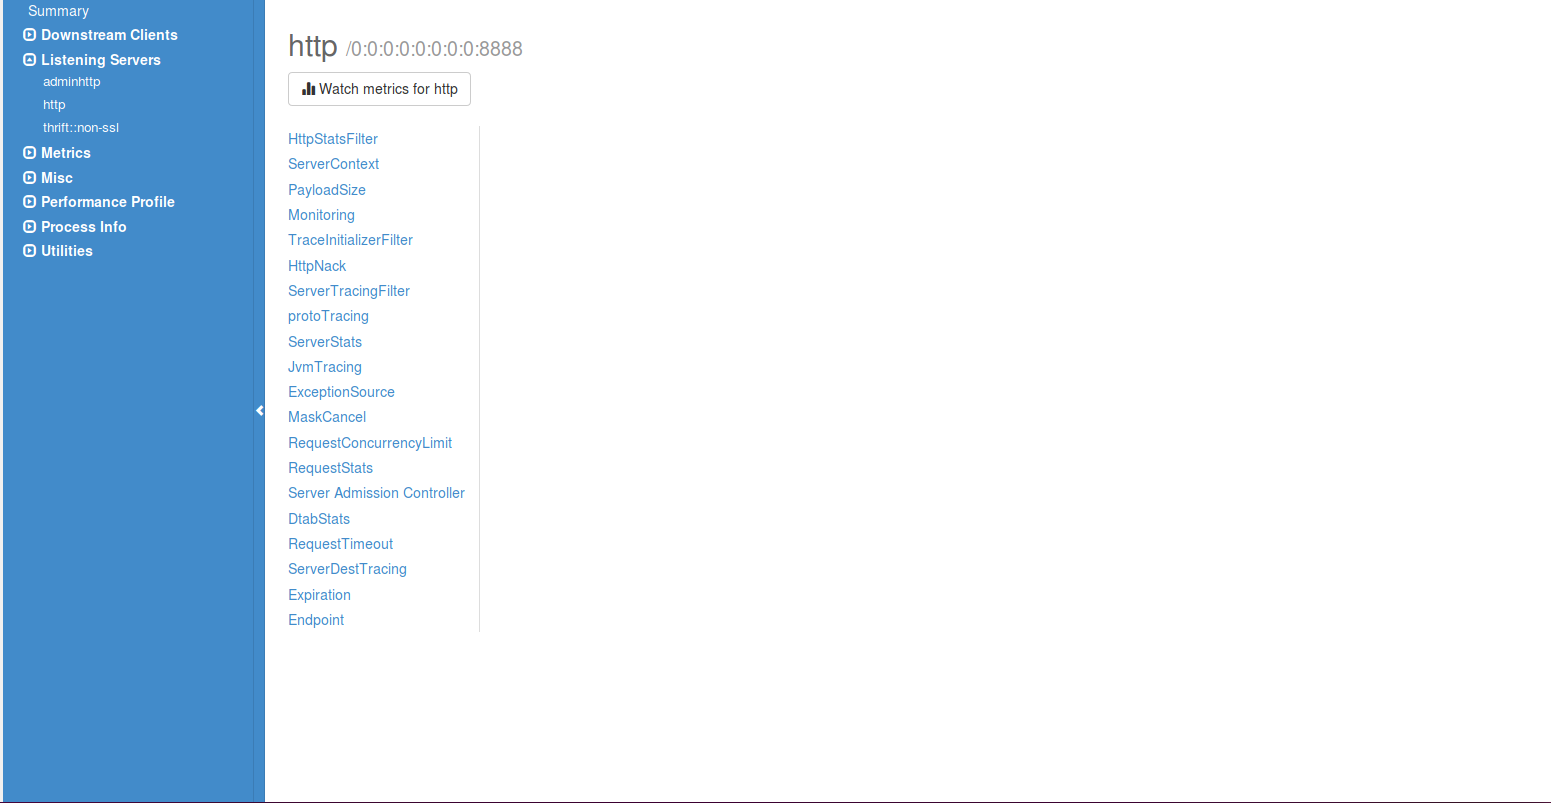 Summary
Downstream Clients
Listening Servers
adminhttp
http
thrift::non-ssl
Metrics
Misc
Performance Profile
Process Info
Utilities
http /0:0:0:0:0:0:0:0:8888
Watch metrics for http
HttpStatsFilter
ServerContext
PayloadSize
Monitoring
TraceInitializerFilter
HttpNack
ServerTracingFilter
protoTracing
ServerStats
JvmTracing
ExceptionSource
MaskCancel
RequestConcurrencyLimit
RequestStats
Server Admission Controller
DtabStats
RequestTimeout
ServerDestTracing
Expiration
Endpoint